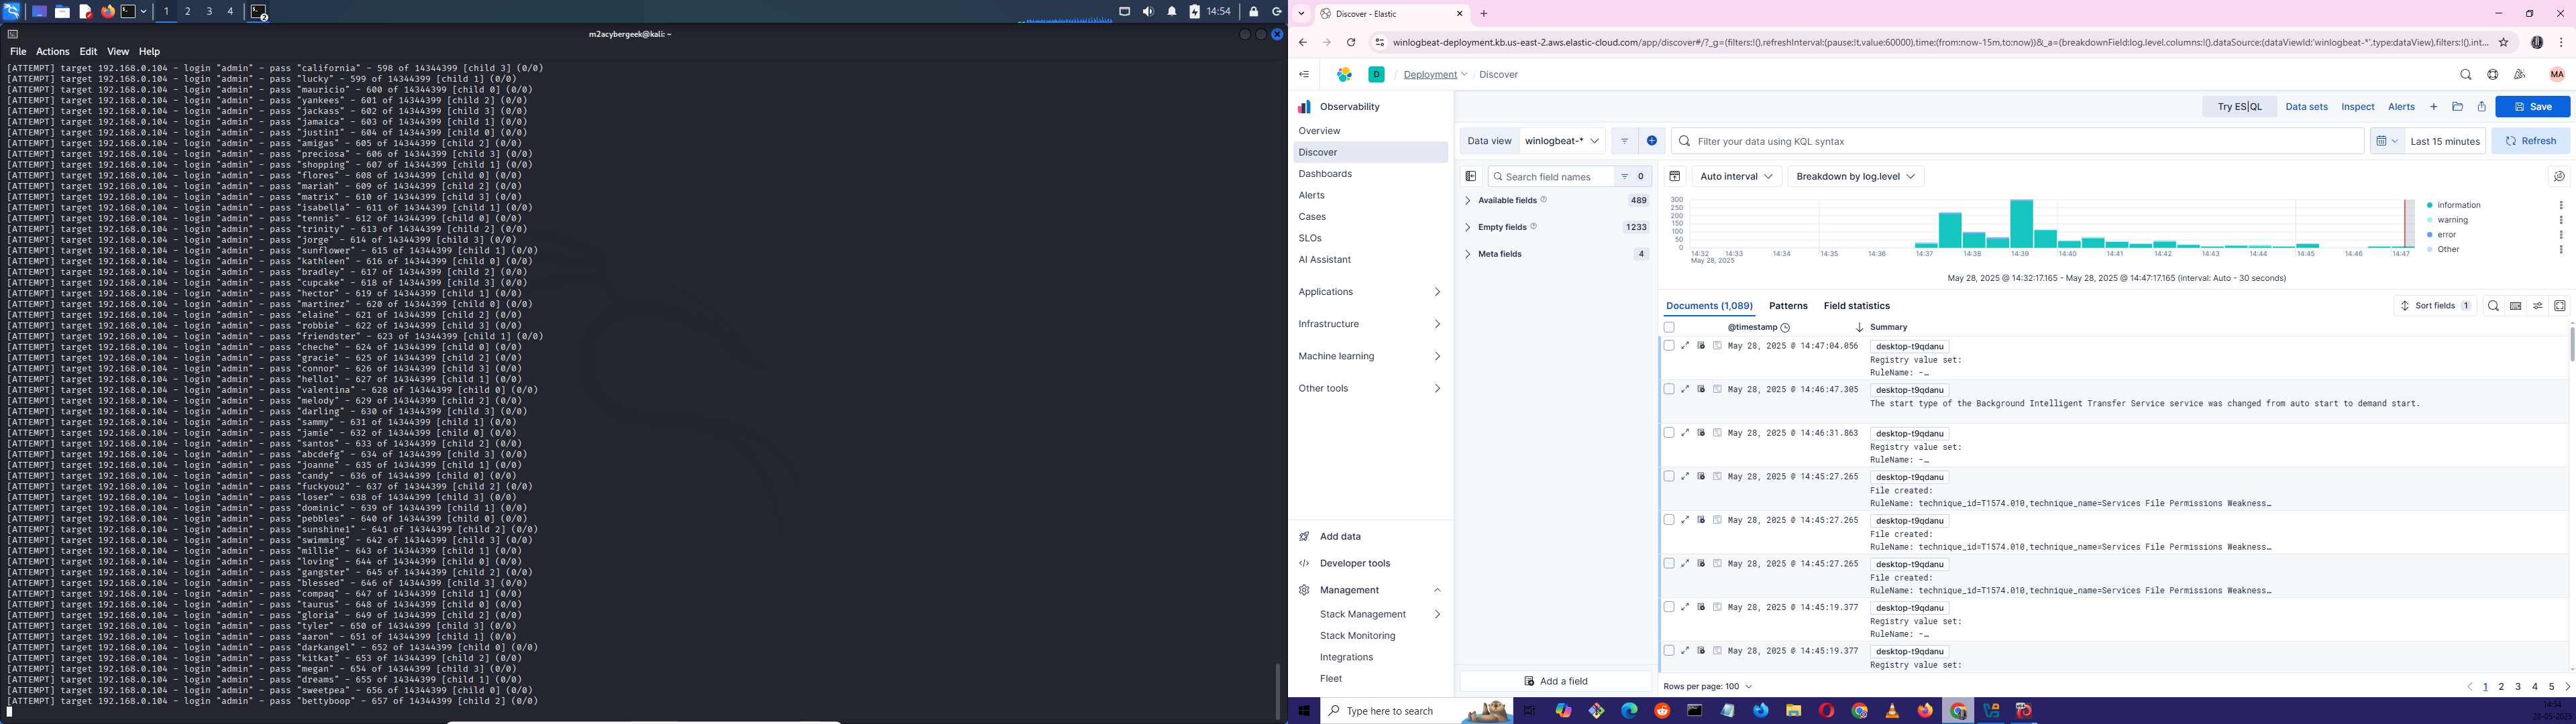 1 2 3 4 14:54
m2acybergeek@kali: ~
File Actions Edit View Help
[ATTEMPT] target 192.168.0.104 - login "admin" - pass "california" - 598 of 14344399 [child 3] (0/0)
[ATTEMPT] target 192.168.0.104 - login "admin" - pass "lucky" - 599 of 14344399 [child 1] (0/0)
[ATTEMPT] target 192.168.0.104 - login "admin" - pass "mauricio" - 600 of 14344399 [child 0] (0/0)
[ATTEMPT] target 192.168.0.104 - login "admin" - pass "yankees" - 601 of 14344399 [child 2] (0/0)
[ATTEMPT] target 192.168.0.104 - login "admin" - pass "jackass" - 602 of 14344399 [child 3] (0/0)
[ATTEMPT] target 192.168.0.104 - login "admin" - pass "jamaica" - 603 of 14344399 [child 1] (0/0)
[ATTEMPT] target 192.168.0.104 - login "admin" - pass "justin1" - 604 of 14344399 [child 0] (0/0)
[ATTEMPT] target 192.168.0.104 - login "admin" - pass "amigas" - 605 of 14344399 [child 2] (0/0)
[ATTEMPT] target 192.168.0.104 - login "admin" - pass "preciosa" - 606 of 14344399 [child 3] (0/0)
[ATTEMPT] target 192.168.0.104 - login "admin" - pass "shopping" - 607 of 14344399 [child 1] (0/0)
[ATTEMPT] target 192.168.0.104 - login "admin" - pass "flores" - 608 of 14344399 [child 0] (0/0)
[ATTEMPT] target 192.168.0.104 - login "admin" - pass "mariah" - 609 of 14344399 [child 2] (0/0)
[ATTEMPT] target 192.168.0.104 - login "admin" - pass "matrix" - 610 of 14344399 [child 3] (0/0)
[ATTEMPT] target 192.168.0.104 - login "admin" - pass "isabella" - 611 of 14344399 [child 1] (0/0)
[ATTEMPT] target 192.168.0.104 - login "admin" - pass "tennis" - 612 of 14344399 [child 0] (0/0)
[ATTEMPT] target 192.168.0.104 - login "admin" - pass "trinity" - 613 of 14344399 [child 2] (0/0)
[ATTEMPT] target 192.168.0.104 - login "admin" - pass "jorge" - 614 of 14344399 [child 3] (0/0)
[ATTEMPT] target 192.168.0.104 - login "admin" - pass "sunflower" - 615 of 14344399 [child 1] (0/0)
[ATTEMPT] target 192.168.0.104 - login "admin" - pass "kathleen" - 616 of 14344399 [child 0] (0/0)
[ATTEMPT] target 192.168.0.104 - login "admin" - pass "bradley" - 617 of 14344399 [child 2] (0/0)
[ATTEMPT] target 192.168.0.104 - login "admin" - pass "cupcake" - 618 of 14344399 [child 3] (0/0)
[ATTEMPT] target 192.168.0.104 - login "admin" - pass "hector" - 619 of 14344399 [child 1] (0/0)
[ATTEMPT] target 192.168.0.104 - login "admin" - pass "martinez" - 620 of 14344399 [child 0] (0/0)
[ATTEMPT] target 192.168.0.104 - login "admin" - pass "elaine" - 621 of 14344399 [child 2] (0/0)
[ATTEMPT] target 192.168.0.104 - login "admin" - pass "robbie" - 622 of 14344399 [child 3] (0/0)
[ATTEMPT] target 192.168.0.104 - login "admin" - pass "friendster" - 623 of 14344399 [child 1] (0/0)
[ATTEMPT] target 192.168.0.104 - login "admin" - pass "cheche" - 624 of 14344399 [child 0] (0/0)
[ATTEMPT] target 192.168.0.104 - login "admin" - pass "gracie" - 625 of 14344399 [child 2] (0/0)
[ATTEMPT] target 192.168.0.104 - login "admin" - pass "connor" - 626 of 14344399 [child 3] (0/0)
[ATTEMPT] target 192.168.0.104 - login "admin" - pass "hello1" - 627 of 14344399 [child 1] (0/0)
[ATTEMPT] target 192.168.0.104 - login "admin" - pass "valentina" - 628 of 14344399 [child 0] (0/0)
[ATTEMPT] target 192.168.0.104 - login "admin" - pass "melody" - 629 of 14344399 [child 2] (0/0)
[ATTEMPT] target 192.168.0.104 - login "admin" - pass "darling" - 630 of 14344399 [child 3] (0/0)
[ATTEMPT] target 192.168.0.104 - login "admin" - pass "sammy" - 631 of 14344399 [child 1] (0/0)
[ATTEMPT] target 192.168.0.104 - login "admin" - pass "jamie" - 632 of 14344399 [child 0] (0/0)
[ATTEMPT] target 192.168.0.104 - login "admin" - pass "santos" - 633 of 14344399 [child 2] (0/0)
[ATTEMPT] target 192.168.0.104 - login "admin" - pass "abcdefg" - 634 of 14344399 [child 3] (0/0)
[ATTEMPT] target 192.168.0.104 - login "admin" - pass "joanne" - 635 of 14344399 [child 1] (0/0)
[ATTEMPT] target 192.168.0.104 - login "admin" - pass "candy" - 636 of 14344399 [child 0] (0/0)
[ATTEMPT] target 192.168.0.104 - login "admin" - pass "fuckyou2" - 637 of 14344399 [child 2] (0/0)
[ATTEMPT] target 192.168.0.104 - login "admin" - pass "loser" - 638 of 14344399 [child 3] (0/0)
[ATTEMPT] target 192.168.0.104 - login "admin" - pass "dominic" - 639 of 14344399 [child 1] (0/0)
[ATTEMPT] target 192.168.0.104 - login "admin" - pass "pebbles" - 640 of 14344399 [child 0] (0/0)
[ATTEMPT] target 192.168.0.104 - login "admin" - pass "sunshine1" - 641 of 14344399 [child 2] (0/0)
[ATTEMPT] target 192.168.0.104 - login "admin" - pass "swimming" - 642 of 14344399 [child 3] (0/0)
[ATTEMPT] target 192.168.0.104 - login "admin" - pass "millie" - 643 of 14344399 [child 1] (0/0)
[ATTEMPT] target 192.168.0.104 - login "admin" - pass "loving" - 644 of 14344399 [child 0] (0/0)
[ATTEMPT] target 192.168.0.104 - login "admin" - pass "gangster" - 645 of 14344399 [child 2] (0/0)
[ATTEMPT] target 192.168.0.104 - login "admin" - pass "blessed" - 646 of 14344399 [child 3] (0/0)
[ATTEMPT] target 192.168.0.104 - login "admin" - pass "compaq" - 647 of 14344399 [child 1] (0/0)
[ATTEMPT] target 192.168.0.104 - login "admin" - pass "taurus" - 648 of 14344399 [child 0] (0/0)
[ATTEMPT] target 192.168.0.104 - login "admin" - pass "gloria" - 649 of 14344399 [child 2] (0/0)
[ATTEMPT] target 192.168.0.104 - login "admin" - pass "tyler" - 650 of 14344399 [child 3] (0/0)
[ATTEMPT] target 192.168.0.104 - login "admin" - pass "aaron" - 651 of 14344399 [child 1] (0/0)
[ATTEMPT] target 192.168.0.104 - login "admin" - pass "darkangel" - 652 of 14344399 [child 0] (0/0)
[ATTEMPT] target 192.168.0.104 - login "admin" - pass "kitkat" - 653 of 14344399 [child 2] (0/0)
[ATTEMPT] target 192.168.0.104 - login "admin" - pass "megan" - 654 of 14344399 [child 3] (0/0)
[ATTEMPT] target 192.168.0.104 - login "admin" - pass "dreams" - 655 of 14344399 [child 1] (0/0)
[ATTEMPT] target 192.168.0.104 - login "admin" - pass "sweetpea" - 656 of 14344399 [child 0] (0/0)
[ATTEMPT] target 192.168.0.104 - login "admin" - pass "bettyboop" - 657 of 14344399 [child 2] (0/0)
Discover - Elastic
winlogbeat-deployment.kb.us-east-2.aws.elastic-cloud.com/app/discover#/?_g=(filters:!(),refreshInterval:(pause:!t,value:60000),time:(from:now-15m,to:now))&_a=(breakdownField:log.level,columns:!(),dataSource:(dataViewId:'winlogbeat-*',type:dataView),filters:!(),int...
D / Deployment / Discover MA
Observability
Overview
Discover
Dashboards
Alerts
Cases
SLOs
AI Assistant
Applications
Infrastructure
Machine learning
Other tools
Add data
Developer tools
Management
Stack Management
Stack Monitoring
Integrations
Fleet
Try ES|QL Data sets Inspect Alerts Save
Data view winlogbeat-* Filter your data using KQL syntax Last 15 minutes Refresh
Search field names 0
Available fields 489
Empty fields 1233
Meta fields 4
Add a field
Auto interval Breakdown by log.level
300
250
200
150
100
50
0
14:32 14:33 14:34 14:35 14:36 14:37 14:38 14:39 14:40 14:41 14:42 14:43 14:44 14:45 14:46 14:47
May 28, 2025
information
warning
error
Other
May 28, 2025 @ 14:32:17.165 - May 28, 2025 @ 14:47:17.165 (interval: Auto - 30 seconds)
Documents (1,089) Patterns Field statistics Sort fields 1
@timestamp Summary
May 28, 2025 @ 14:47:04.056 desktop-t9qdanu
Registry value set:
RuleName: -…
May 28, 2025 @ 14:46:47.305 desktop-t9qdanu
The start type of the Background Intelligent Transfer Service service was changed from auto start to demand start.
May 28, 2025 @ 14:46:31.863 desktop-t9qdanu
Registry value set:
RuleName: -…
May 28, 2025 @ 14:45:27.265 desktop-t9qdanu
File created:
RuleName: technique_id=T1574.010,technique_name=Services File Permissions Weakness…
May 28, 2025 @ 14:45:27.265 desktop-t9qdanu
File created:
RuleName: technique_id=T1574.010,technique_name=Services File Permissions Weakness…
May 28, 2025 @ 14:45:27.265 desktop-t9qdanu
File created:
RuleName: technique_id=T1574.010,technique_name=Services File Permissions Weakness…
May 28, 2025 @ 14:45:19.377 desktop-t9qdanu
Registry value set:
RuleName: -…
May 28, 2025 @ 14:45:19.377 desktop-t9qdanu
Registry value set:
Rows per page: 100 1 2 3 4 5
Type here to search
14:54
28-05-2025